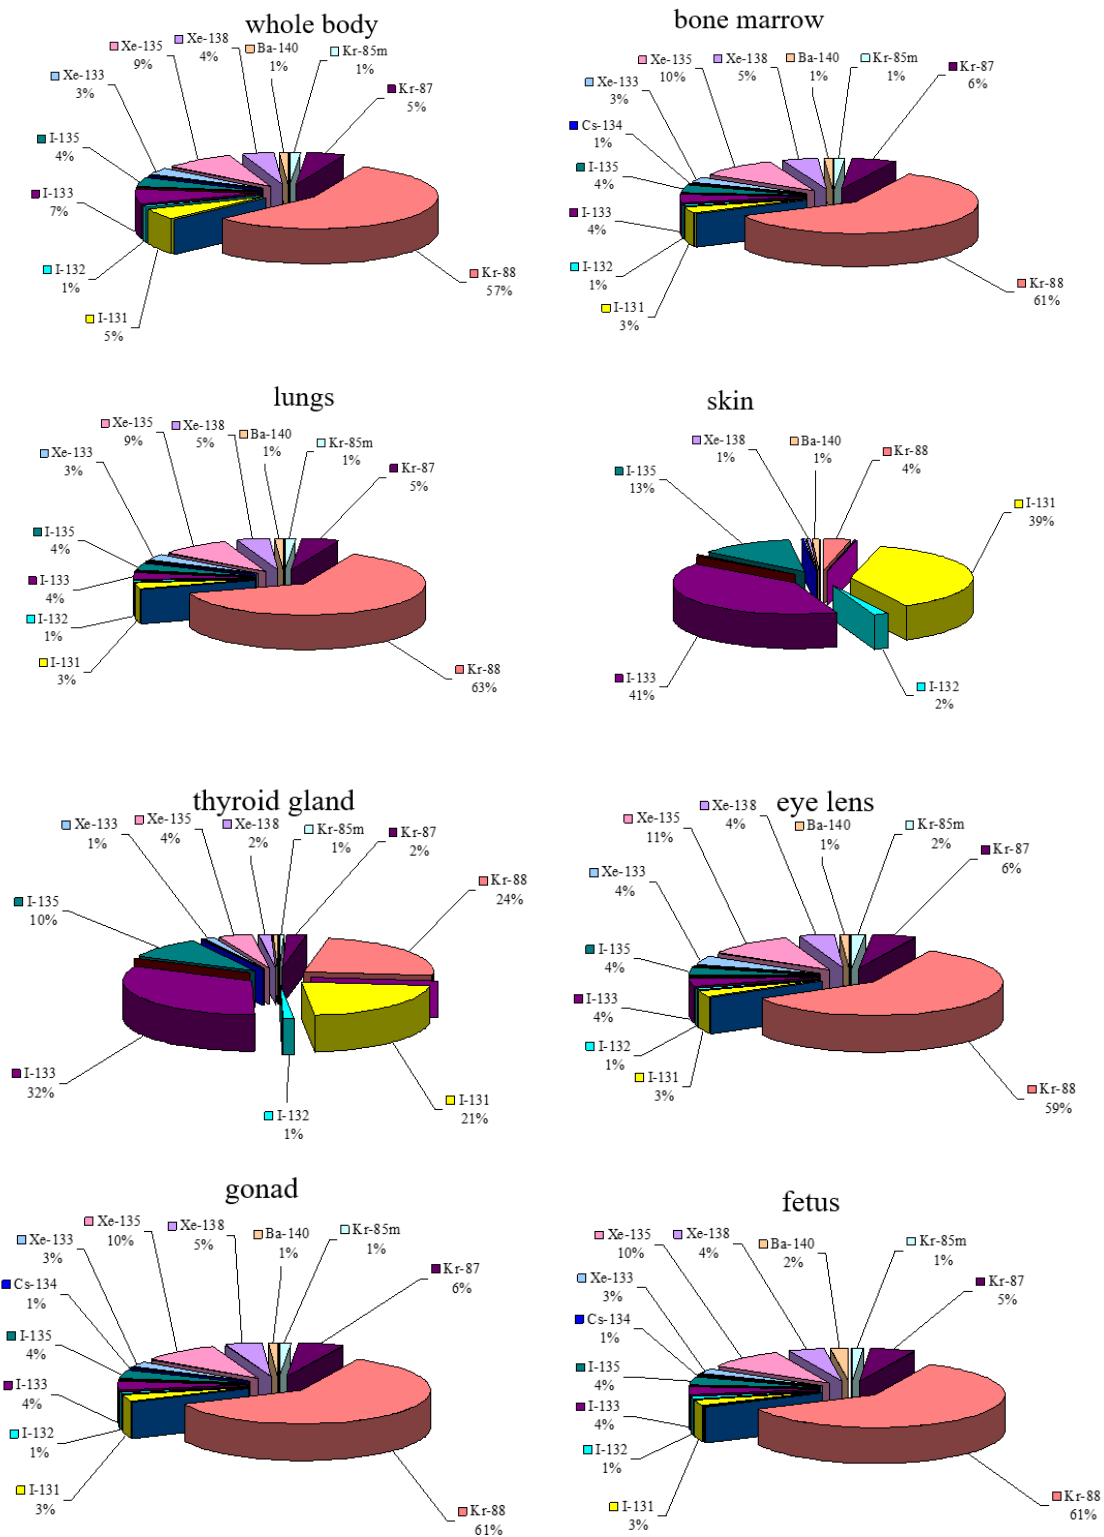 whole body
Xe-135
9%
Xe-138
4%
Ba-140
1%
Kr-85m
1%
Kr-87
5%
Xe-133
3%
I-135
4%
I-133
7%
I-132
1%
I-131
5%
Kr-88
57%
bone marrow
Xe-135
10%
Xe-138
5%
Ba-140
1%
Kr-85m
1%
Kr-87
6%
Xe-133
3%
Cs-134
1%
I-135
4%
I-133
4%
I-132
1%
I-131
3%
Kr-88
61%
lungs
Xe-135
9%
Xe-138
5%
Ba-140
1%
Kr-85m
1%
Kr-87
5%
Xe-133
3%
I-135
4%
I-133
4%
I-132
1%
I-131
3%
Kr-88
63%
skin
Xe-138
1%
Ba-140
1%
Kr-88
4%
I-135
13%
I-131
39%
I-133
41%
I-132
2%
thyroid gland
Xe-133
1%
Xe-135
4%
Xe-138
2%
Kr-85m
1%
Kr-87
2%
Kr-88
24%
I-135
10%
I-133
32%
I-132
1%
I-131
21%
eye lens
Xe-135
11%
Xe-138
4%
Ba-140
1%
Kr-85m
2%
Kr-87
6%
Xe-133
4%
I-135
4%
I-133
4%
I-132
1%
I-131
3%
Kr-88
59%
gonad
Xe-135
10%
Xe-138
5%
Ba-140
1%
Kr-85m
1%
Kr-87
6%
Xe-133
3%
Cs-134
1%
I-135
4%
I-133
4%
I-132
1%
I-131
3%
Kr-88
61%
fetus
Xe-135
10%
Xe-138
4%
Ba-140
2%
Kr-85m
1%
Kr-87
5%
Xe-133
3%
Cs-134
1%
I-135
4%
I-133
4%
I-132
1%
I-131
3%
Kr-88
61%